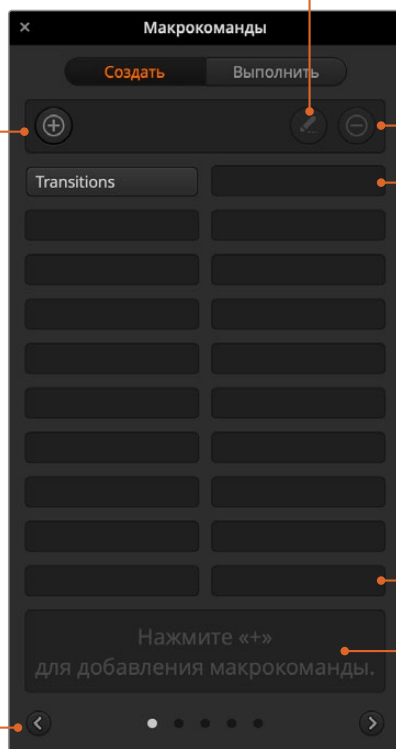 Макрокоманды
Создать
Выполнить
Transitions
Нажмите «+»
для добавления макрокоманды.